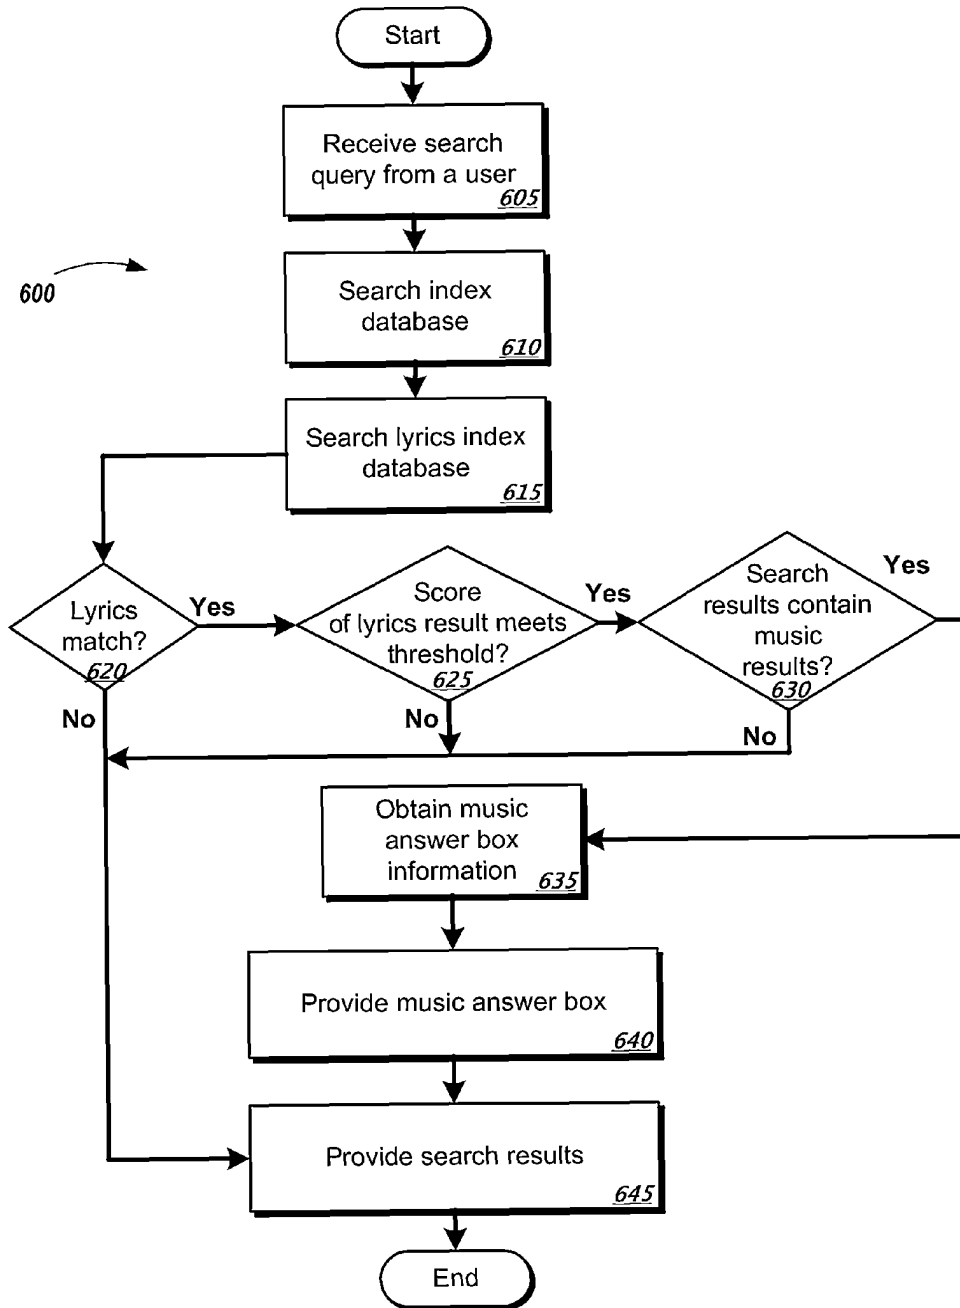 Start
Receive search
query from a user
605
600
Search index
database
610
Search lyrics index
database
615
Lyrics
match?
620
Yes
No
Score
of lyrics result meets
threshold?
625
Yes
No
Search
results contain
music
results?
630
Yes
No
Obtain music
answer box
information
635
Provide music answer box
640
Provide search results
645
End